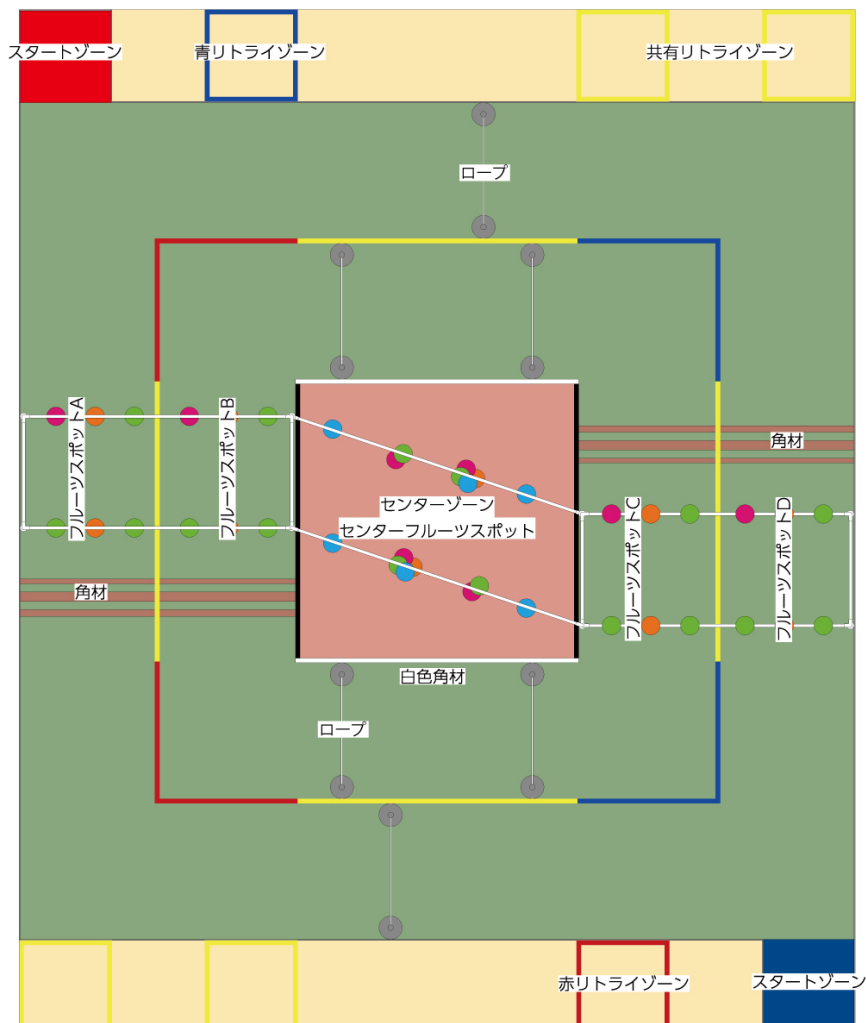 スタートゾーン
青リトライゾーン
共有リトライゾーン
ロープ
フルーツスポットA
フルーツスポットB
角材
センターゾーン
センターフルーツスポット
フルーツスポットC
フルーツスポットD
角材
白色角材
ロープ
赤リトライゾーン
スタートゾーン